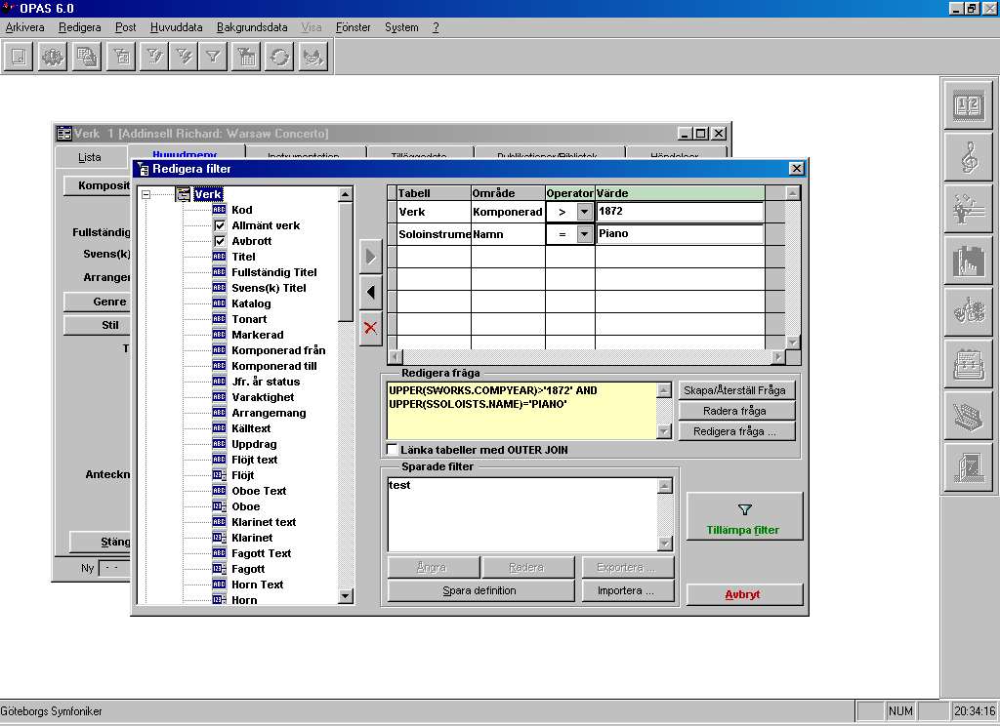 OPAS 6.0
Arkivera Redigera Post Huvuddata Bakgrundsdata Visa Fönster System ?
Verk 1 [Addinsell Richard: Warsaw Concerto]
Lista Huvudmeny Instrumentation Tilläggsdata Publikationer/Bibliotek Händelser
Komposit
Fullständig
Svens(k)
Arranger
Genre
Stil
T
Anteckn
Stäng
Ny - -
Redigera filter
Verk
Kod
Allmänt verk
Avbrott
Titel
Fullständig Titel
Svens(k) Titel
Katalog
Tonart
Markerad
Komponerad från
Komponerad till
Jfr. år status
Varaktighet
Arrangemang
Källtext
Uppdrag
Flöjt text
Flöjt
Oboe Text
Oboe
Klarinet text
Klarinet
Fagott Text
Fagott
Horn Text
Horn
Tabell Område Operator Värde
Verk Komponerad > 1872
Soloinstrume Namn = Piano
Redigera fråga
UPPER(SWORKS.COMPYEAR)>'1872' AND
UPPER(SSOLOISTS.NAME)='PIANO'
Skapa/Återställ Fråga
Radera fråga
Redigera fråga ...
Länka tabeller med OUTER JOIN
Sparade filter
test
Ångra Radera Exportera ...
Spara definition Importera ...
Tillämpa filter
Avbryt
Göteborgs Symfoniker NUM 20:34:16